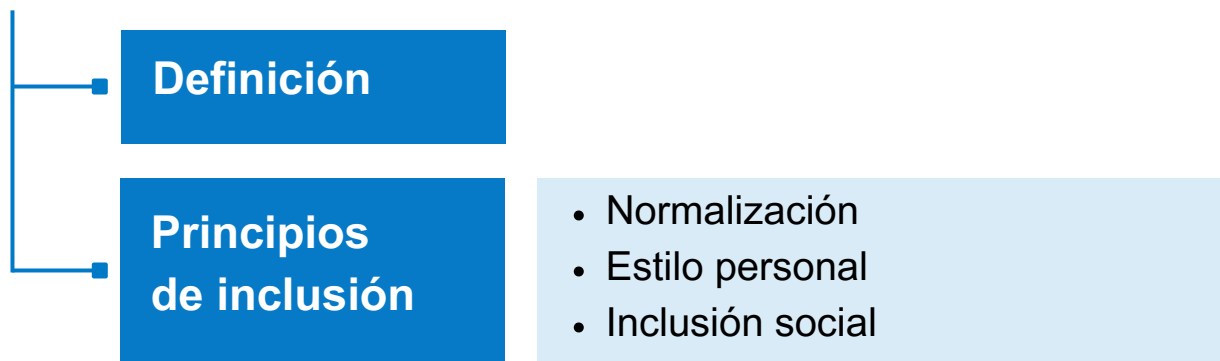 Definición
Principios
de inclusión
• Normalización
• Estilo personal
• Inclusión social